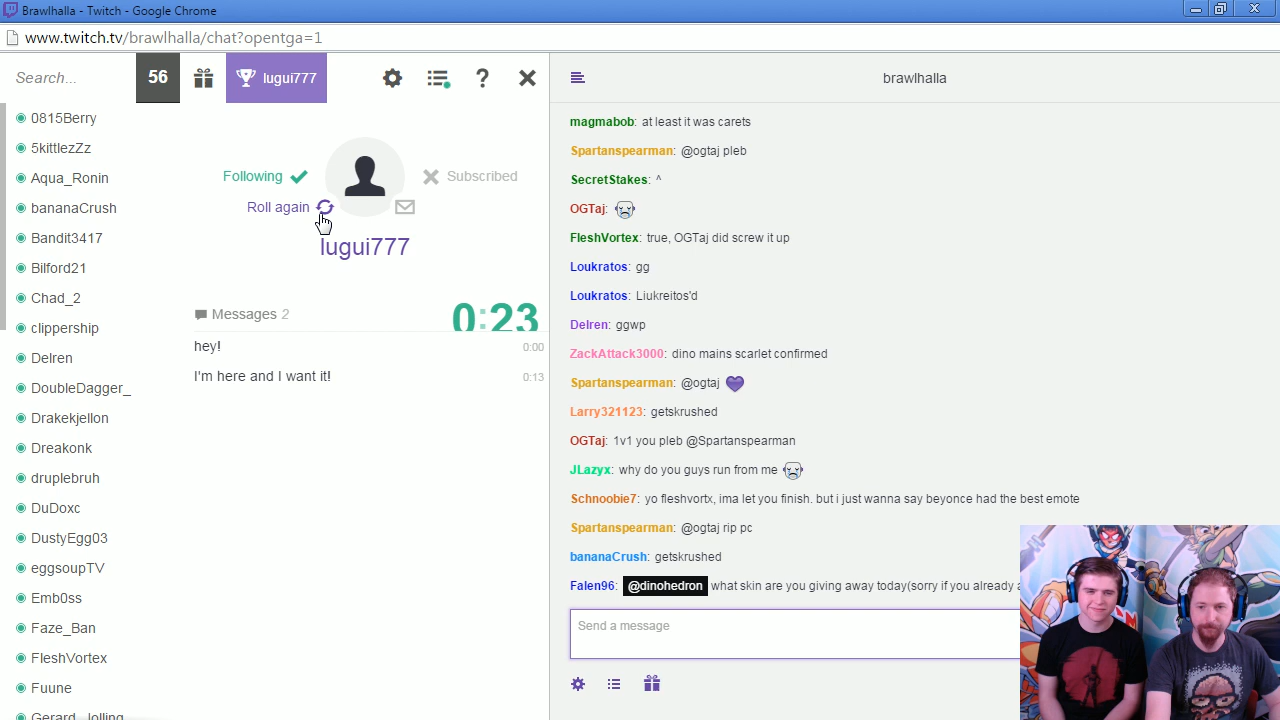 Brawlhalla - Twitch - Google Chrome
www.twitch.tv/brawlhalla/chat?opentga=1
Search...
56
lugui777
?
brawlhalla
0815Berry
5kittlezZz
Aqua_Ronin
bananaCrush
Bandit3417
Bilford21
Chad_2
clippership
Delren
DoubleDagger_
Drakekjellon
Dreakonk
druplebruh
DuDoxc
DustyEgg03
eggsoupTV
Emb0ss
Faze_Ban
FleshVortex
Fuune
Gerard_Jolling
Following
Subscribed
Roll again
lugui777
Messages 2
0:23
hey! 0:00
I'm here and I want it! 0:13
magmabob: at least it was carets
Spartanspearman: @ogtaj pleb
SecretStakes: ^
OGTaj:
FleshVortex: true, OGTaj did screw it up
Loukratos: gg
Loukratos: Liukreitos'd
Delren: ggwp
ZackAttack3000: dino mains scarlet confirmed
Spartanspearman: @ogtaj
Larry321123: getskrushed
OGTaj: 1v1 you pleb @Spartanspearman
JLazyx: why do you guys run from me
Schnoobie7: yo fleshvortx, ima let you finish. but i just wanna say beyonce had the best emote
Spartanspearman: @ogtaj rip pc
bananaCrush: getskrushed
Falen96: @dinohedron what skin are you giving away today(sorry if you already a
Send a message